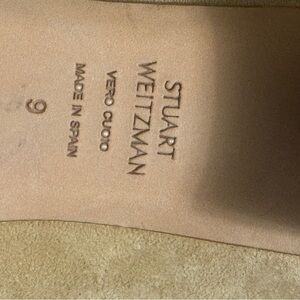 STUART
WEITZMAN
VERO CUOIO
MADE IN SPAIN
9